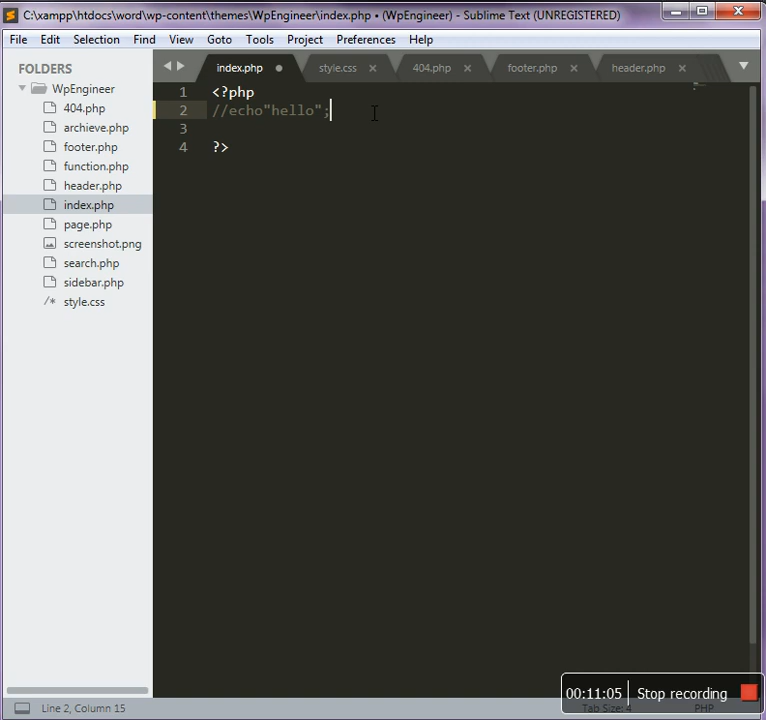 C:\xampp\htdocs\word\wp-content\themes\WpEngineer\index.php • (WpEngineer) - Sublime Text (UNREGISTERED)
File Edit Selection Find View Goto Tools Project Preferences Help
FOLDERS
WpEngineer
404.php
archieve.php
footer.php
function.php
header.php
index.php
page.php
screenshot.png
search.php
sidebar.php
/* style.css
index.php style.css 404.php footer.php header.php
1 <?php
2 //echo"hello";
3
4 ?>
00:11:05 Stop recording
Line 2, Column 15 Tab Size: 4 PHP